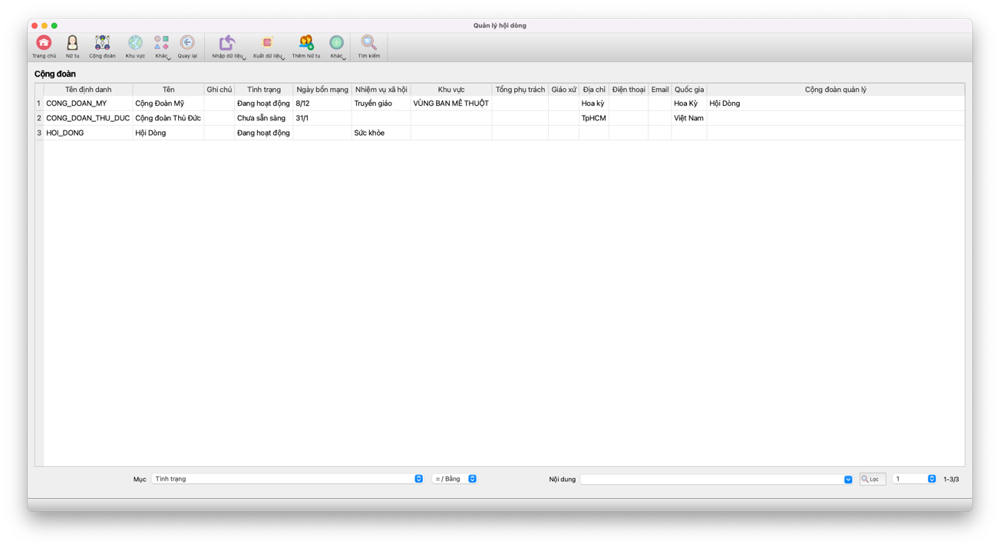 Quản lý hội dòng
Trang chủ Nữ tu Cộng đoàn Khu vực Khác Quay lại Nhập dữ liệu Xuất dữ liệu Thêm Nữ tu Khác Tìm kiếm
Cộng đoàn
Tên định danh Tên Ghi chú Tình trạng Ngày bổn mạng Nhiệm vụ xã hội Khu vực Tổng phụ trách Giáo xứ Địa chỉ Điện thoại Email Quốc gia Cộng đoàn quản lý
1 CONG_DOAN_MY Cộng Đoàn Mỹ Đang hoạt động 8/12 Truyền giáo VÙNG BAN MÊ THUỘT Hoa kỳ Hoa Kỳ Hội Dòng
2 CONG_DOAN_THU_DUC Cộng đoàn Thủ Đức Chưa sẵn sàng 31/1 TpHCM Việt Nam
3 HOI_DONG Hội Dòng Đang hoạt động Sức khỏe
Mục Tình trạng = / Bằng Nội dung Lọc 1 1-3/3